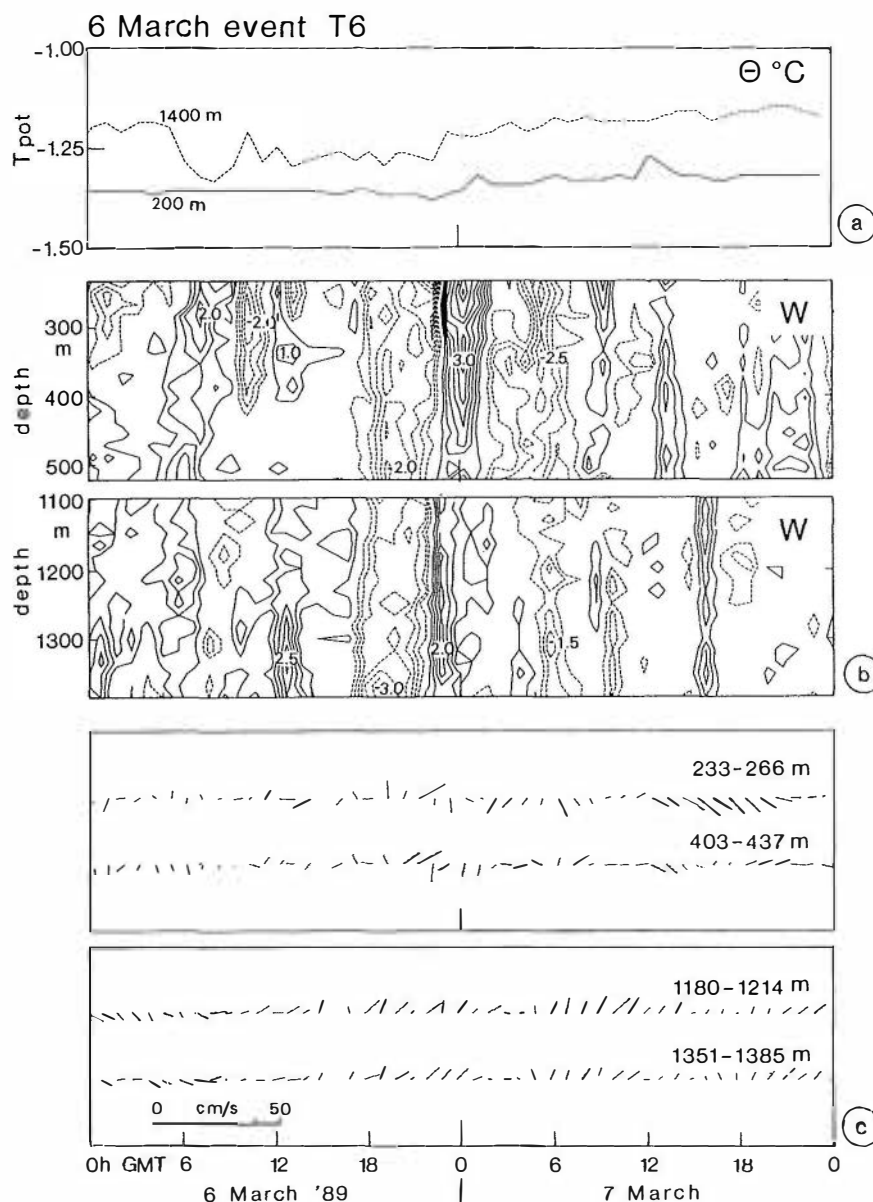 6 March event T6
-1.00
Θ °C
1400 m
Tpot
-1.25
200 m
-1.50
a
2.0
-2.0
W
300
m
1.0
3.0
-2.5
depth
400
500
2.0
1100
m
W
depth
1200
1300
2.5
2.0
1.5
-3.0
b
233-266 m
403-437 m
1180-1214 m
1351-1385 m
0 cm/s 50
c
0h GMT 6 12 18 0 6 12 18 0
6 March '89 7 March